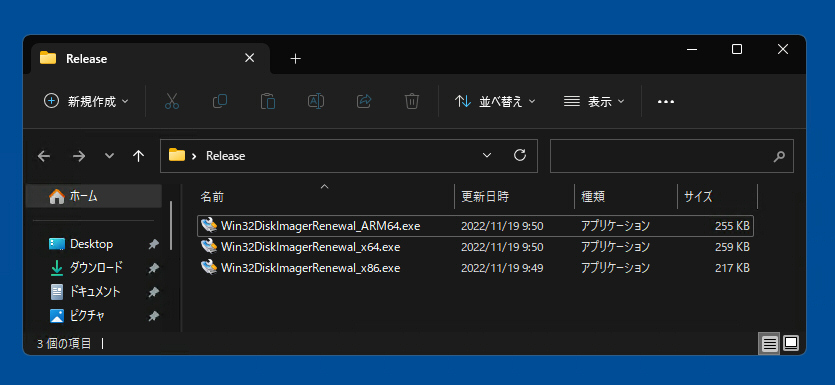 Release
新規作成
並べ替え
表示
Release
ホーム
Desktop
ダウンロード
ドキュメント
ピクチャ
名前 更新日時 種類 サイズ
Win32DiskImagerRenewal_ARM64.exe 2022/11/19 9:50 アプリケーション 255 KB
Win32DiskImagerRenewal_x64.exe 2022/11/19 9:50 アプリケーション 259 KB
Win32DiskImagerRenewal_x86.exe 2022/11/19 9:49 アプリケーション 217 KB
3 個の項目